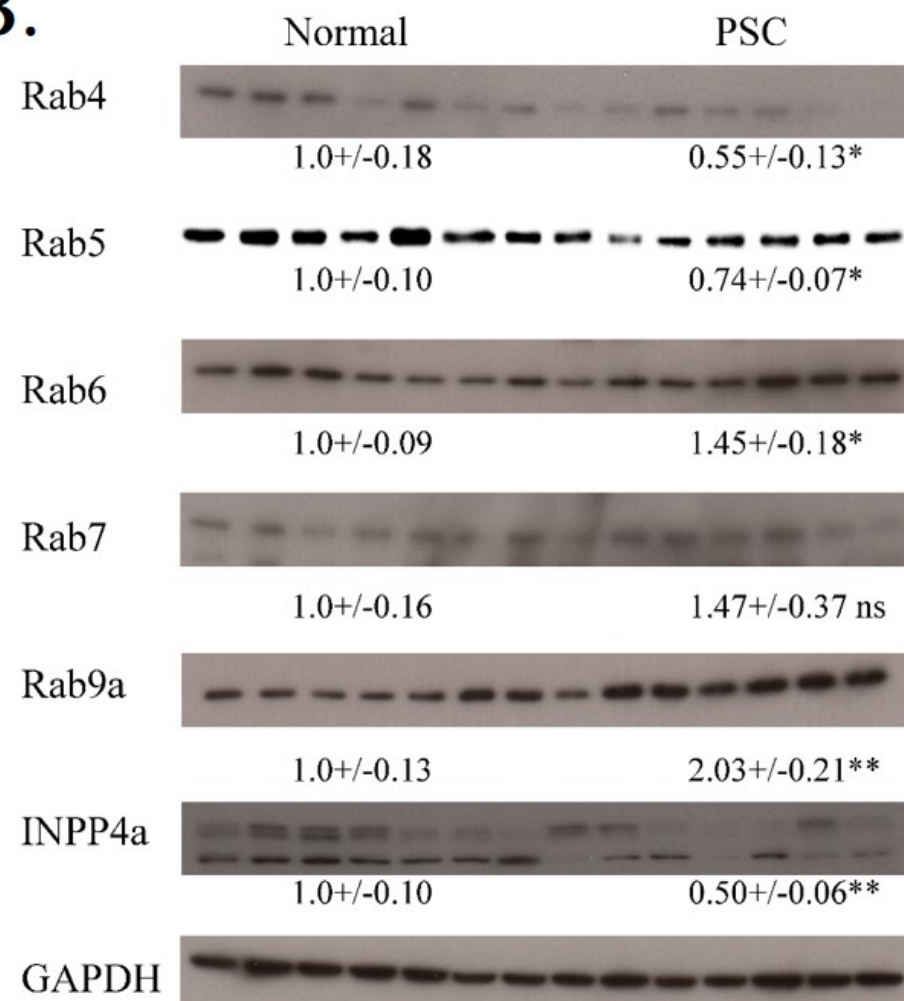 B.
Normal PSC
Rab4
1.0+/-0.18 0.55+/-0.13*
Rab5
1.0+/-0.10 0.74+/-0.07*
Rab6
1.0+/-0.09 1.45+/-0.18*
Rab7
1.0+/-0.16 1.47+/-0.37 ns
Rab9a
1.0+/-0.13 2.03+/-0.21**
INPP4a
1.0+/-0.10 0.50+/-0.06**
GAPDH